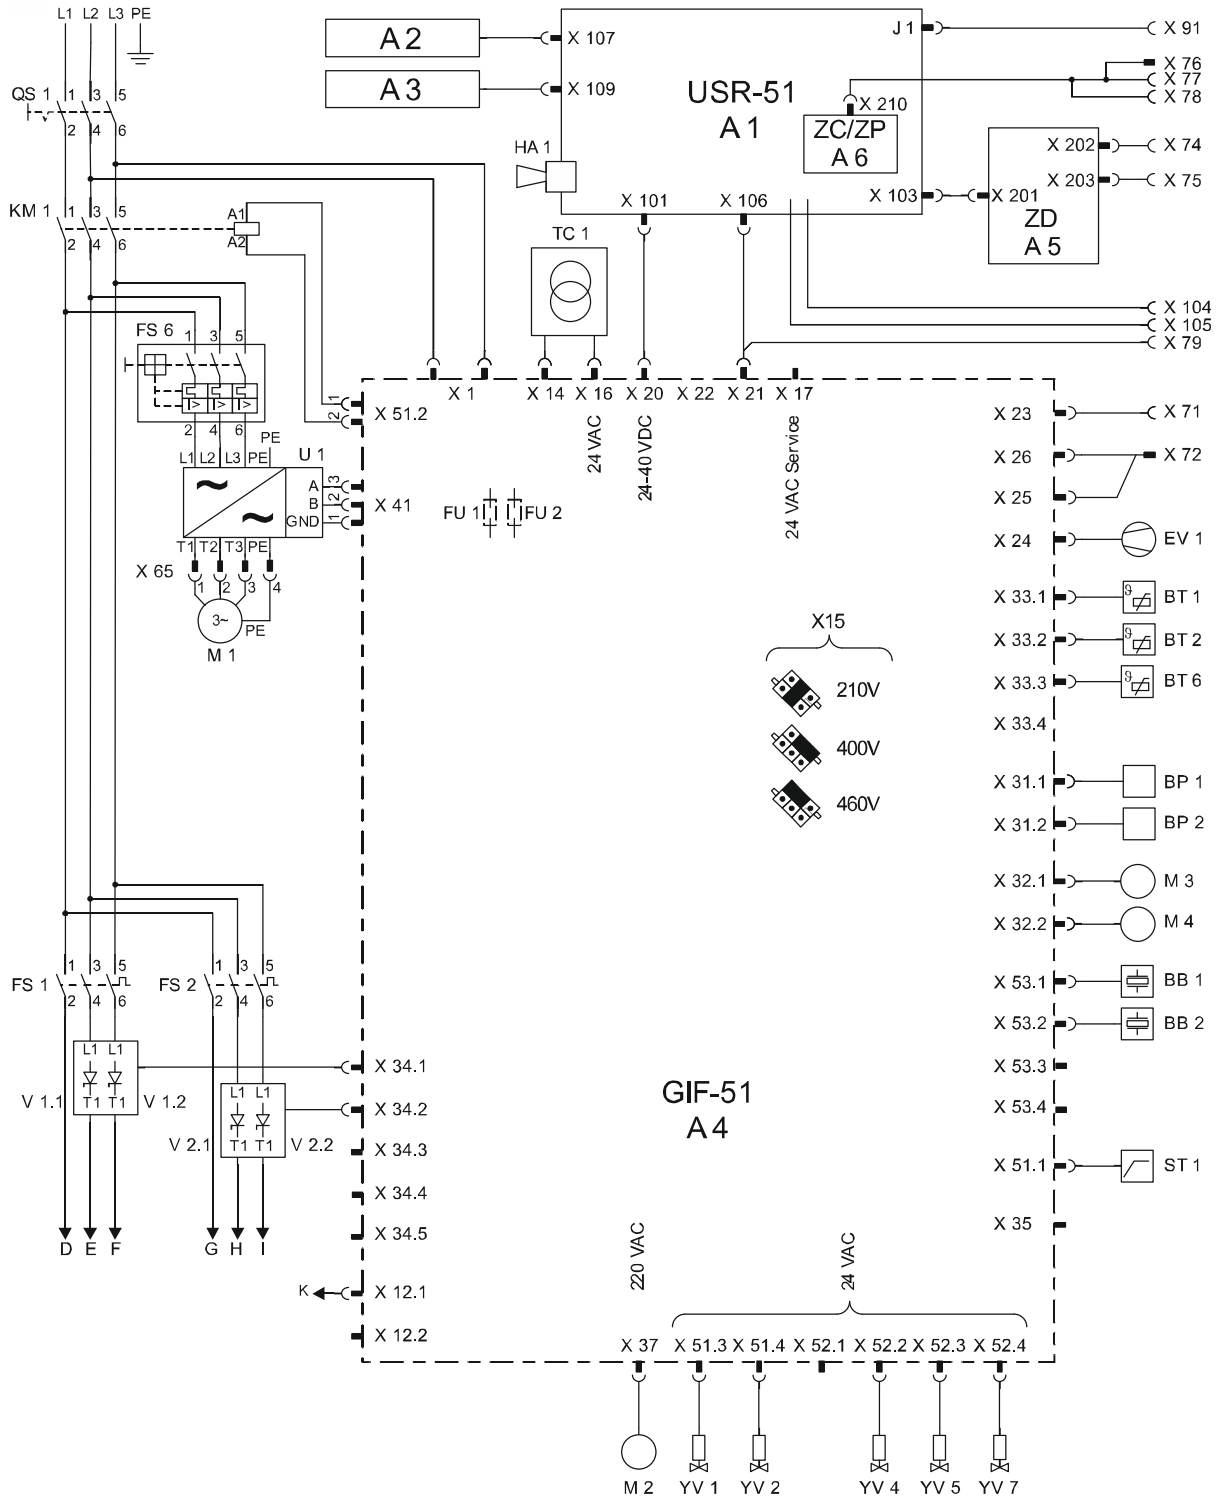 L1 L2 L3 PE
A 2
X 107
J 1
X 91
X 76
X 77
X 78
A 3
X 109
USR-51
A 1
X 210
ZC/ZP
A 6
QS 1
1 3 5
2 4 6
HA 1
X 202
X 74
X 203
X 75
X 103
X 201
ZD
A 5
X 101
X 106
KM 1
1 3 5
2 4 6
A1
A2
TC 1
X 104
X 105
X 79
FS 6
1 3 5
I> I> I>
2 4 6
PE
X 1
X 14
X 16
X 20
X 22
X 21
X 17
24 VAC
24-40 VDC
24 VAC Service
1
2
X 51.2
X 23
X 71
X 26
X 72
X 25
L1 L2 L3 PE
U 1
A
B
GND
3
2
1
X 41
FU 1
FU 2
X 24
EV 1
T1 T2 T3 PE
X 65
1 2 3 4
3~
PE
M 1
X 33.1
ϑ
BT 1
X 33.2
ϑ
BT 2
X 33.3
ϑ
BT 6
X 33.4
X15
210V
400V
460V
X 31.1
BP 1
X 31.2
BP 2
X 32.1
M 3
X 32.2
M 4
FS 1
1 3 5
2 4 6
FS 2
1 3 5
2 4 6
X 53.1
BB 1
X 53.2
BB 2
X 53.3
X 53.4
L1 L1
T1 T1
V 1.1
V 1.2
X 34.1
L1 L1
T1 T1
V 2.1
V 2.2
X 34.2
X 34.3
X 34.4
X 34.5
GIF-51
A 4
X 51.1
ST 1
X 35
D E F
G H I
K
X 12.1
X 12.2
220 VAC
24 VAC
X 37
X 51.3
X 51.4
X 52.1
X 52.2
X 52.3
X 52.4
M 2
YV 1
YV 2
YV 4
YV 5
YV 7